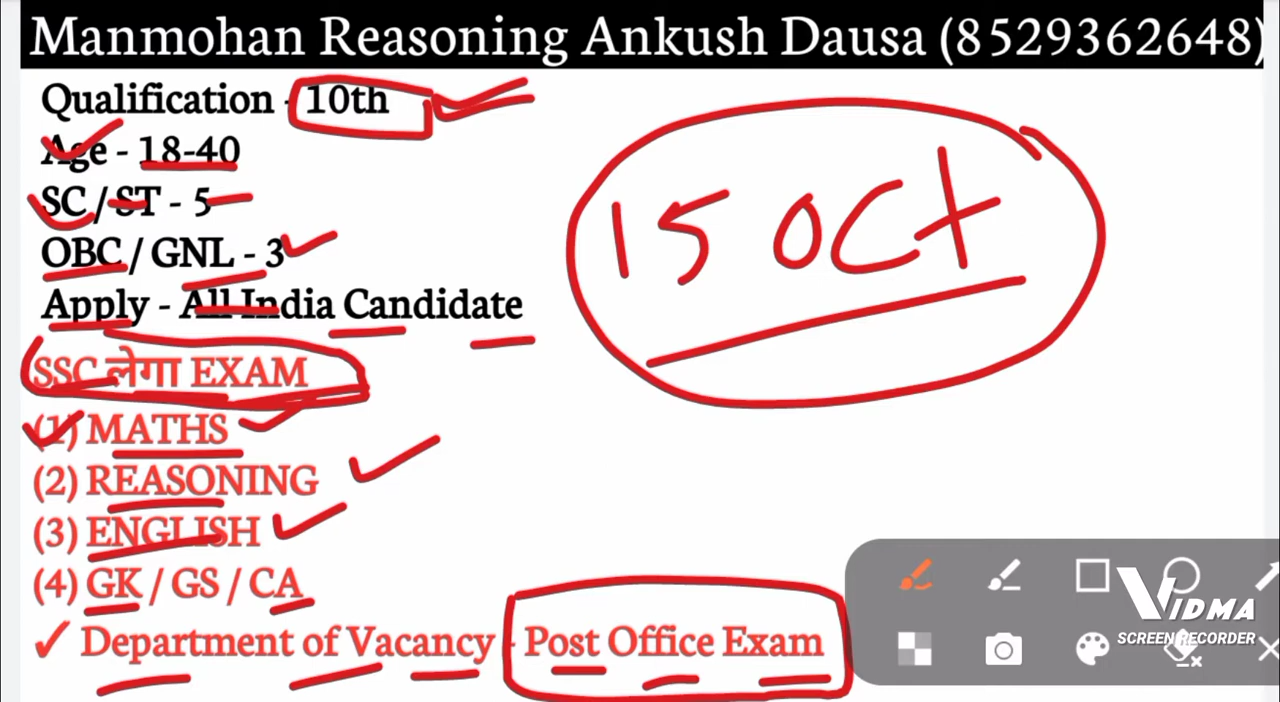 Manmohan Reasoning Ankush Dausa (8529362648)
Qualification - 10th
Age - 18-40
SC / ST - 5
OBC / GNL - 3
Apply - All India Candidate
SSC लेगा EXAM
(1) MATHS
(2) REASONING
(3) ENGLISH
(4) GK / GS / CA
✓ Department of Vacancy - Post Office Exam
15 OCt
VIDMA
SCREEN RECORDER